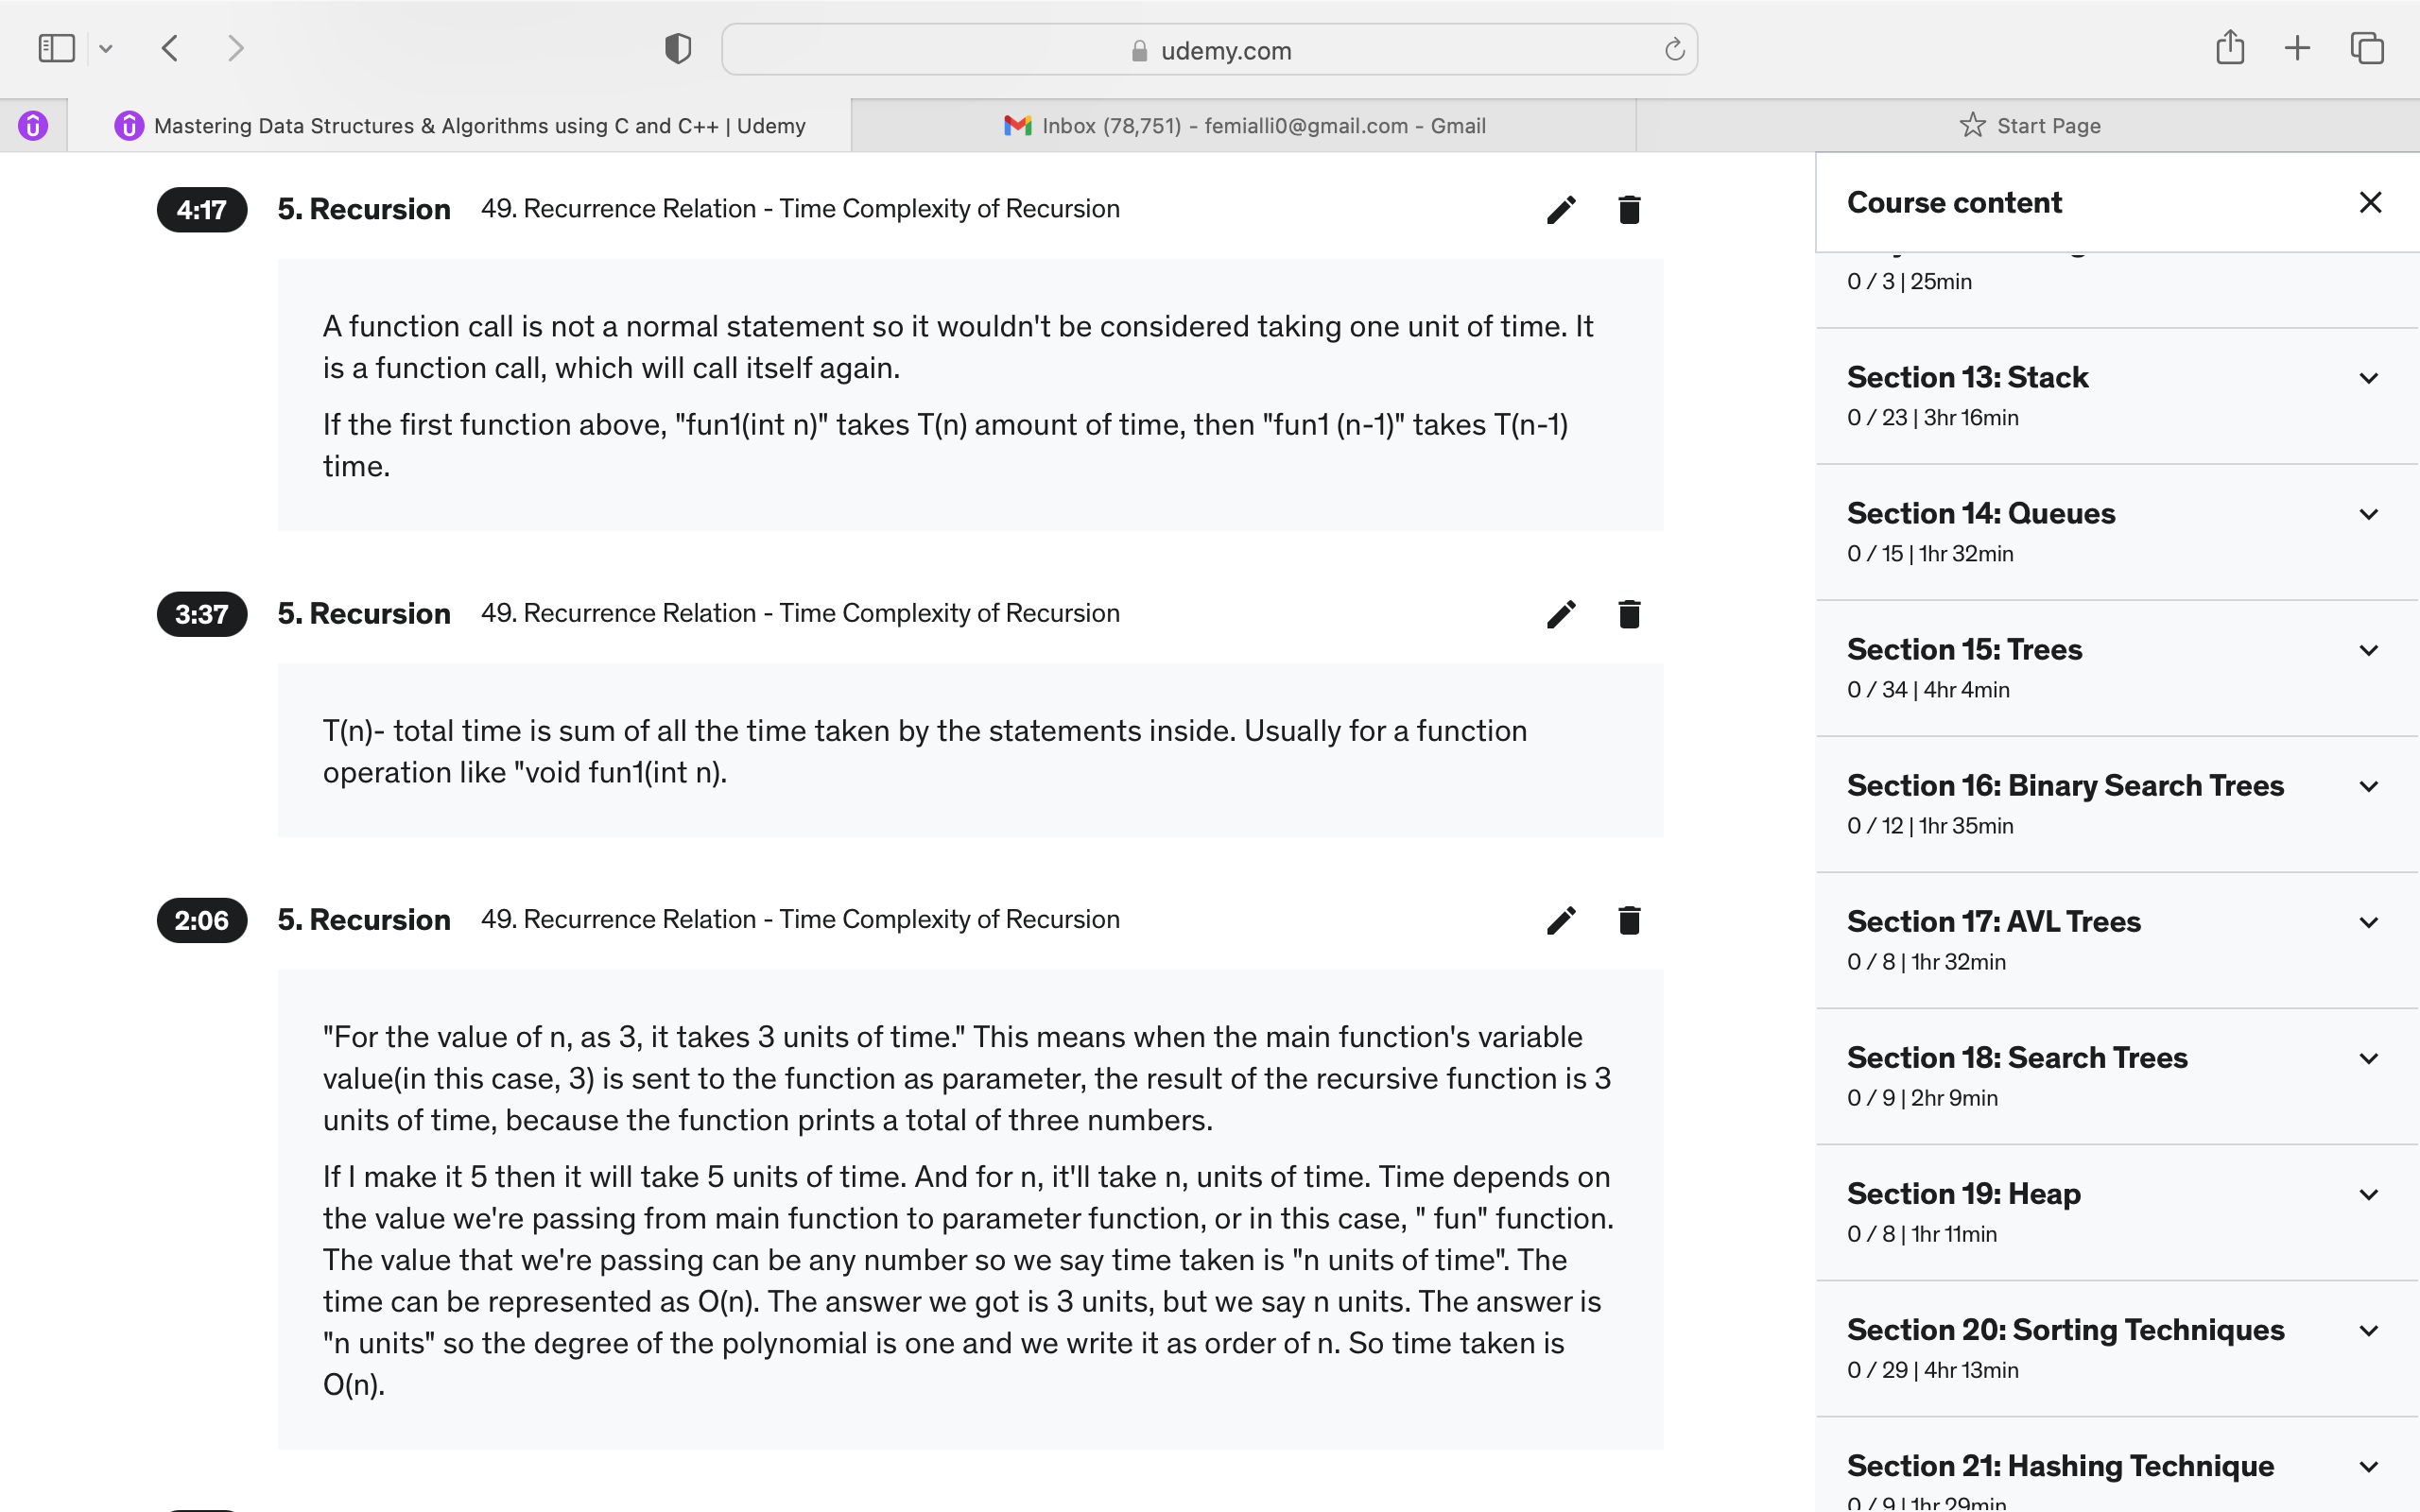 udemy.com
Mastering Data Structures & Algorithms using C and C++ | Udemy
Inbox (78,751) - femialli0@gmail.com - Gmail
Start Page
4:17 5. Recursion 49. Recurrence Relation - Time Complexity of Recursion
A function call is not a normal statement so it wouldn't be considered taking one unit of time. It
is a function call, which will call itself again.
If the first function above, "fun1(int n)" takes T(n) amount of time, then "fun1 (n-1)" takes T(n-1)
time.
3:37 5. Recursion 49. Recurrence Relation - Time Complexity of Recursion
T(n)- total time is sum of all the time taken by the statements inside. Usually for a function
operation like "void fun1(int n).
2:06 5. Recursion 49. Recurrence Relation - Time Complexity of Recursion
"For the value of n, as 3, it takes 3 units of time." This means when the main function's variable
value(in this case, 3) is sent to the function as parameter, the result of the recursive function is 3
units of time, because the function prints a total of three numbers.
If I make it 5 then it will take 5 units of time. And for n, it'll take n, units of time. Time depends on
the value we're passing from main function to parameter function, or in this case, " fun" function.
The value that we're passing can be any number so we say time taken is "n units of time". The
time can be represented as O(n). The answer we got is 3 units, but we say n units. The answer is
"n units" so the degree of the polynomial is one and we write it as order of n. So time taken is
O(n).
Course content
0 / 3 | 25min
Section 13: Stack
0 / 23 | 3hr 16min
Section 14: Queues
0 / 15 | 1hr 32min
Section 15: Trees
0 / 34 | 4hr 4min
Section 16: Binary Search Trees
0 / 12 | 1hr 35min
Section 17: AVL Trees
0 / 8 | 1hr 32min
Section 18: Search Trees
0 / 9 | 2hr 9min
Section 19: Heap
0 / 8 | 1hr 11min
Section 20: Sorting Techniques
0 / 29 | 4hr 13min
Section 21: Hashing Technique
0 / 9 | 1hr 29min